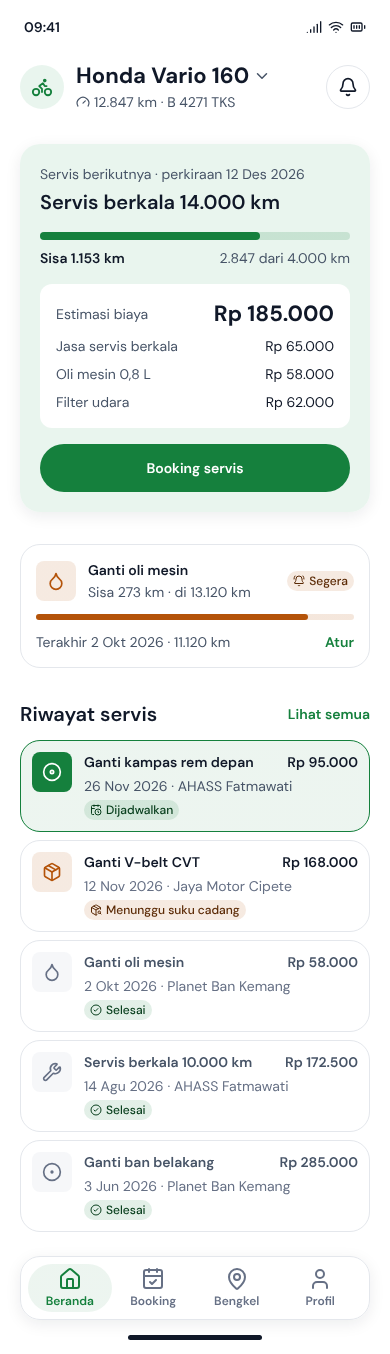 09:41
Honda Vario 160
12.847 km · B 4271 TKS
Servis berikutnya · perkiraan 12 Des 2026
Servis berkala 14.000 km
Sisa 1.153 km 2.847 dari 4.000 km
Estimasi biaya Rp 185.000
Jasa servis berkala Rp 65.000
Oli mesin 0,8 L Rp 58.000
Filter udara Rp 62.000
Booking servis
Ganti oli mesin
Segera
Sisa 273 km · di 13.120 km
Terakhir 2 Okt 2026 · 11.120 km Atur
Riwayat servis Lihat semua
Ganti kampas rem depan Rp 95.000
26 Nov 2026 · AHASS Fatmawati
Dijadwalkan
Ganti V-belt CVT Rp 168.000
12 Nov 2026 · Jaya Motor Cipete
Menunggu suku cadang
Ganti oli mesin Rp 58.000
2 Okt 2026 · Planet Ban Kemang
Selesai
Servis berkala 10.000 km Rp 172.500
14 Agu 2026 · AHASS Fatmawati
Selesai
Ganti ban belakang Rp 285.000
3 Jun 2026 · Planet Ban Kemang
Selesai
Beranda Booking Bengkel Profil